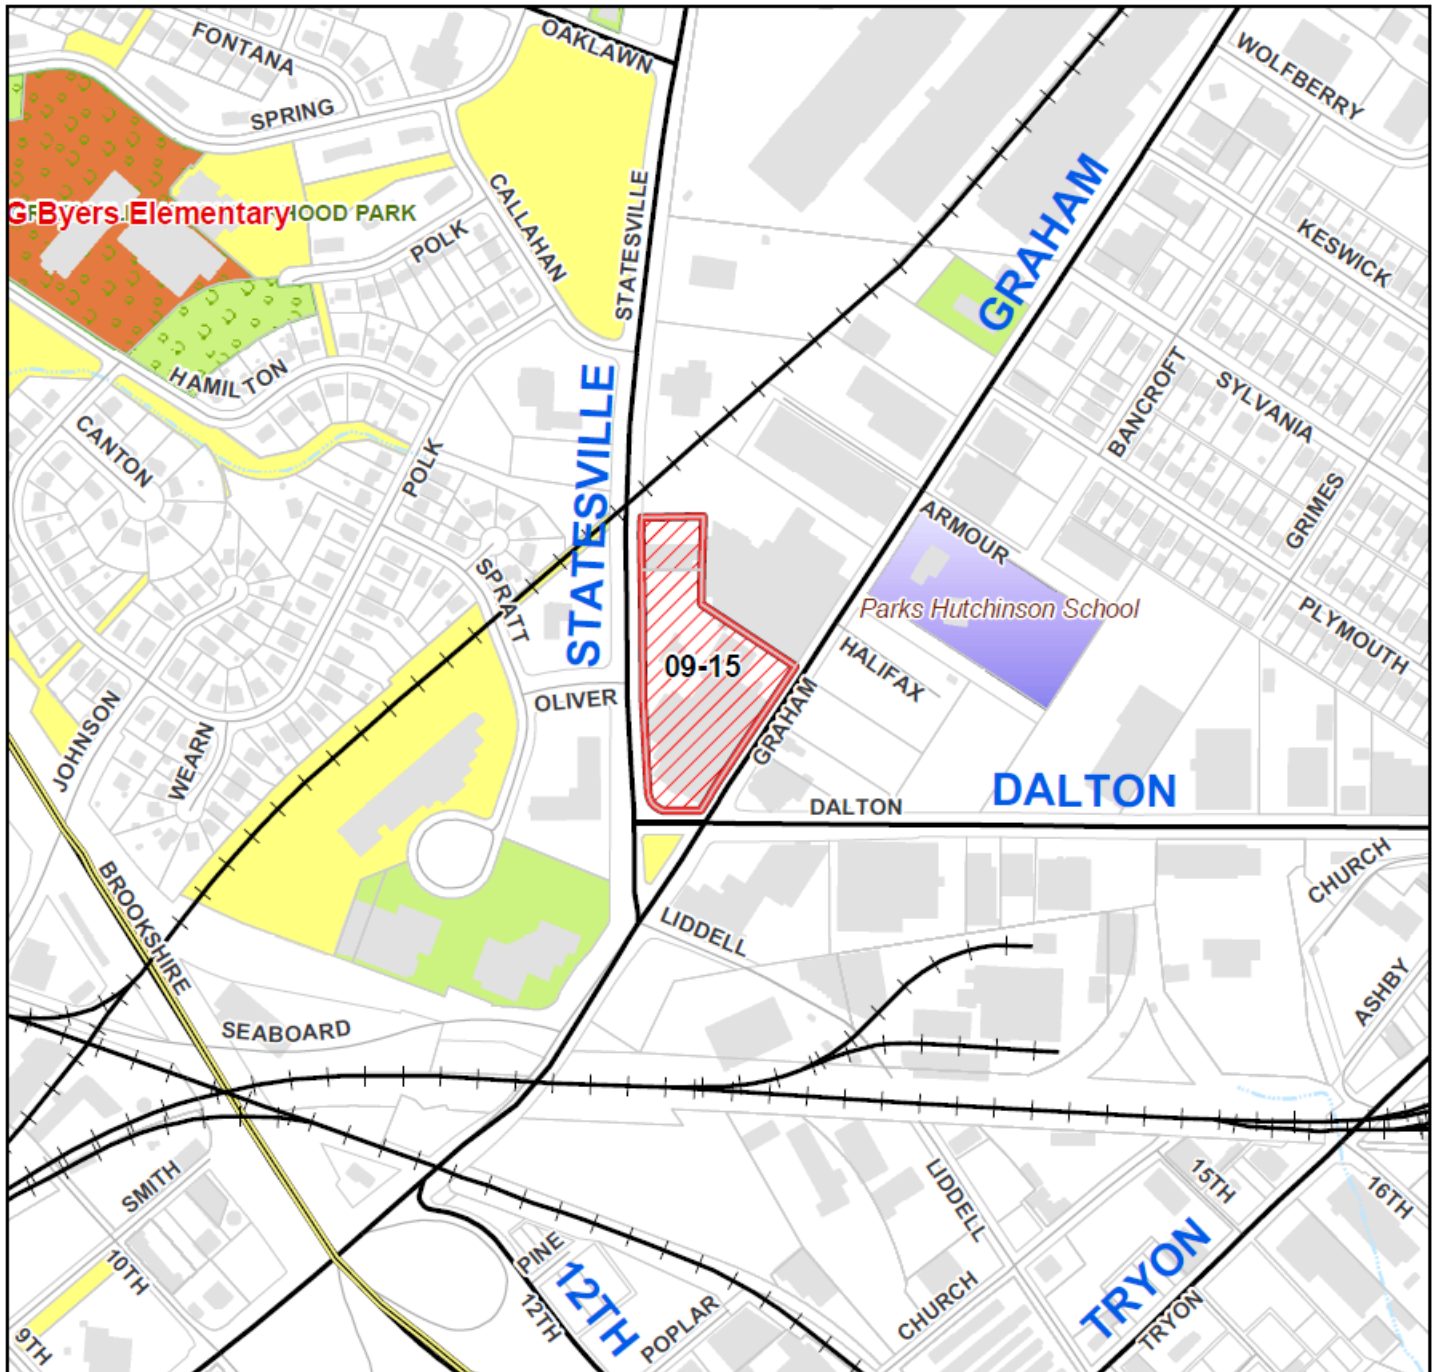 OAKLAWN
FONTANA
SPRING
WOLFBERRY
G Byers Elementary
HOOD PARK
POLK
CALLAHAN
STATESVILLE
GRAHAM
KESWICK
HAMILTON
STATESVILLE
BANCROFT
SYLVANIA
CANTON
POLK
GRIMES
ARMOUR
SPRATT
Parks Hutchinson School
PLYMOUTH
09-15
HALIFAX
OLIVER
GRAHAM
JOHNSON
WEARN
DALTON
DALTON
BROOKSHIRE
LIDDELL
CHURCH
ASHBY
SEABOARD
SMITH
LIDDELL
15TH
16TH
10TH
PINE
12TH
12TH
POPLAR
CHURCH
TRYON
TRYON
9TH